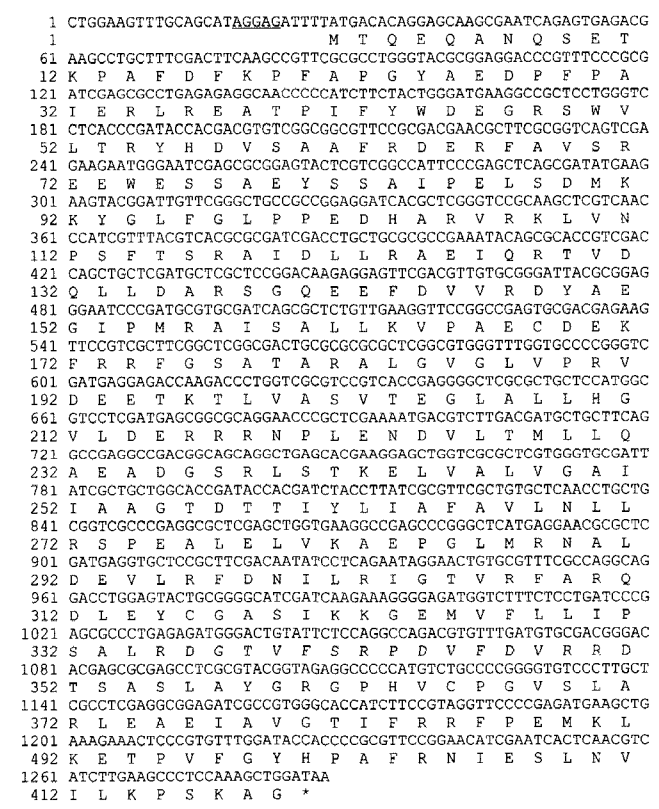 1 CTGGAAGTTTGCAGCATAGGAGATTTTATGACACAGGAGCAAGCGAATCAGAGTGAGACG
1 M T Q E Q A N Q S E T
61 AAGCCTGCTTTCGACTTCAAGCCGTTCGCGCCTGGGTACGCGGAGGACCCGTTTCCCGCG
12 K P A F D F K P F A P G Y A E D P F P A
121 ATCGAGCGCCTGAGAGAGGCAACCCCCATCTTCTACTGGGATGAAGGCCGCTCCTGGGTC
32 I E R L R E A T P I F Y W D E G R S W V
181 CTCACCCGATACCACGACGTGTCGGCGGCGTTCCGCGACGAACGCTTCGCGGTCAGTCGA
52 L T R Y H D V S A A F R D E R F A V S R
241 GAAGAATGGGAATCGAGCGCGGAGTACTCGTCGGCCATTCCCGAGCTCAGCGATATGAAG
72 E E W E S S A E Y S S A I P E L S D M K
301 AAGTACGGATTGTTCGGGCTGCCGCCGGAGGATCACGCTCGGGTCCGCAAGCTCGTCAAC
92 K Y G L F G L P P E D H A R V R K L V N
361 CCATCGTTTACGTCACGCGCGATCGACCTGCTGCGCGCCGAAATACAGCGCACCGTCGAC
112 P S F T S R A I D L L R A E I Q R T V D
421 CAGCTGCTCGATGCTCGCTCCGGACAAGAGGAGTTCGACGTTGTGCGGGATTACGCGGAG
132 Q L L D A R S G Q E E F D V V R D Y A E
481 GGAATCCCGATGCGTGCGATCAGCGCTCTGTTGAAGGTTCCGGCCGAGTGCGACGAGAAG
152 G I P M R A I S A L L K V P A E C D E K
541 TTCCGTCGCTTCGGCTCGGCGACTGCGCGCGCGCTCGGCGTGGGTTTGGTGCCCCGGGTC
172 F R R F G S A T A R A L G V G L V P R V
601 GATGAGGAGACCAAGACCCTGGTCGCGTCCGTCACCGAGGGGCTCGCGCTGCTCCATGGC
192 D E E T K T L V A S V T E G L A L L H G
661 GTCCTCGATGAGCGGCGCAGGAACCCGCTCGAAAATGACGTCTTGACGATGCTGCTTCAG
212 V L D E R R R N P L E N D V L T M L L Q
721 GCCGAGGCCGACGGCAGCAGGCTGAGCACGAAGGAGCTGGTCGCGCTCGTGGGTGCGATT
232 A E A D G S R L S T K E L V A L V G A I
781 ATCGCTGCTGGCACCGATACCACGATCTACCTTATCGCGTTCGCTGTGCTCAACCTGCTG
252 I A A G T D T T I Y L I A F A V L N L L
841 CGGTCGCCCGAGGCGCTCGAGCTGGTGAAGGCCGAGCCCGGGCTCATGAGGAACGCGCTC
272 R S P E A L E L V K A E P G L M R N A L
901 GATGAGGTGCTCCGCTTCGACAATATCCTCAGAATAGGAACTGTGCGTTTCGCCAGGCAG
292 D E V L R F D N I L R I G T V R F A R Q
961 GACCTGGAGTACTGCGGGGCATCGATCAAGAAAGGGGAGATGGTCTTTCTCCTGATCCCG
312 D L E Y C G A S I K K G E M V F L L I P
1021 AGCGCCCTGAGAGATGGGACTGTATTCTCCAGGCCAGACGTGTTTGATGTGCGACGGGAC
332 S A L R D G T V F S R P D V F D V R R D
1081 ACGAGCGCGAGCCTCGCGTACGGTAGAGGCCCCCATGTCTGCCCCGGGGTGTCCCTTGCT
352 T S A S L A Y G R G P H V C P G V S L A
1141 CGCCTCGAGGCGGAGATCGCCGTGGGCACCATCTTCCGTAGGTTCCCCGAGATGAAGCTG
372 R L E A E I A V G T I F R R F P E M K L
1201 AAAGAAACTCCCGTGTTTGGATACCACCCCGCGTTCCGGAACATCGAATCACTCAACGTC
492 K E T P V F G Y H P A F R N I E S L N V
1261 ATCTTGAAGCCCTCCAAAGCTGGATAA
412 I L K P S K A G *